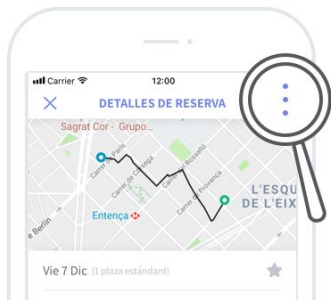 Carrier 12:00
DETALLES DE RESERVA
Sagrat Cor - Grupo...
Carrer de París
Carrer de Còrsega
Carrer del Rosselló
Carrer de Provença
L'ESQU
DE L'EIX
Entença
e Berlín
Vie 7 Dic (1 plaza estándard)